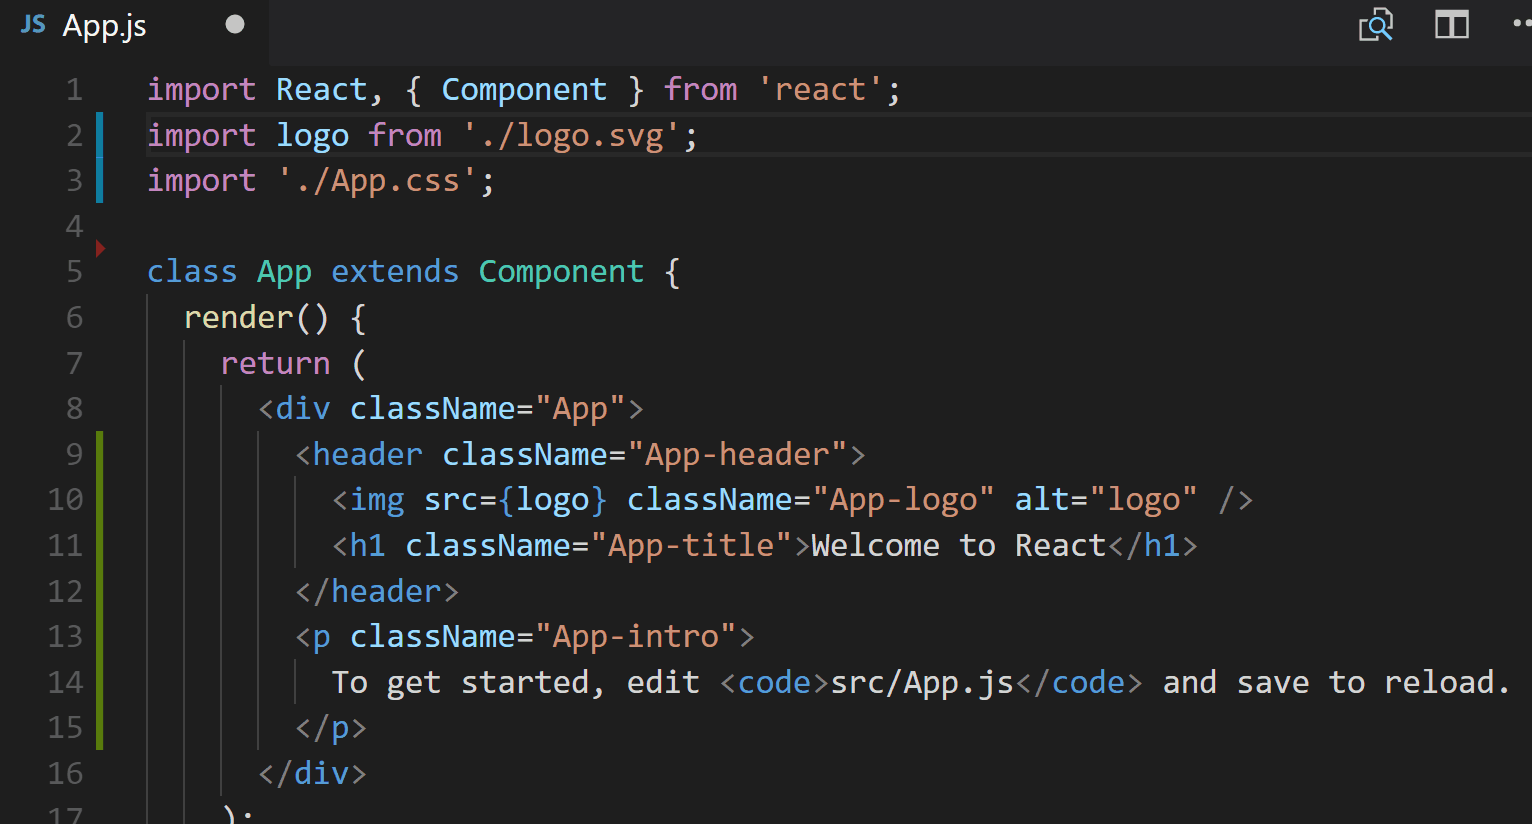 JS App.js
1 import React, { Component } from 'react';
2 import logo from './logo.svg';
3 import './App.css';
4
5 class App extends Component {
6 render() {
7 return (
8 <div className="App">
9 <header className="App-header">
10 <img src={logo} className="App-logo" alt="logo" />
11 <h1 className="App-title">Welcome to React</h1>
12 </header>
13 <p className="App-intro">
14 To get started, edit <code>src/App.js</code> and save to reload.
15 </p>
16 </div>
17 );